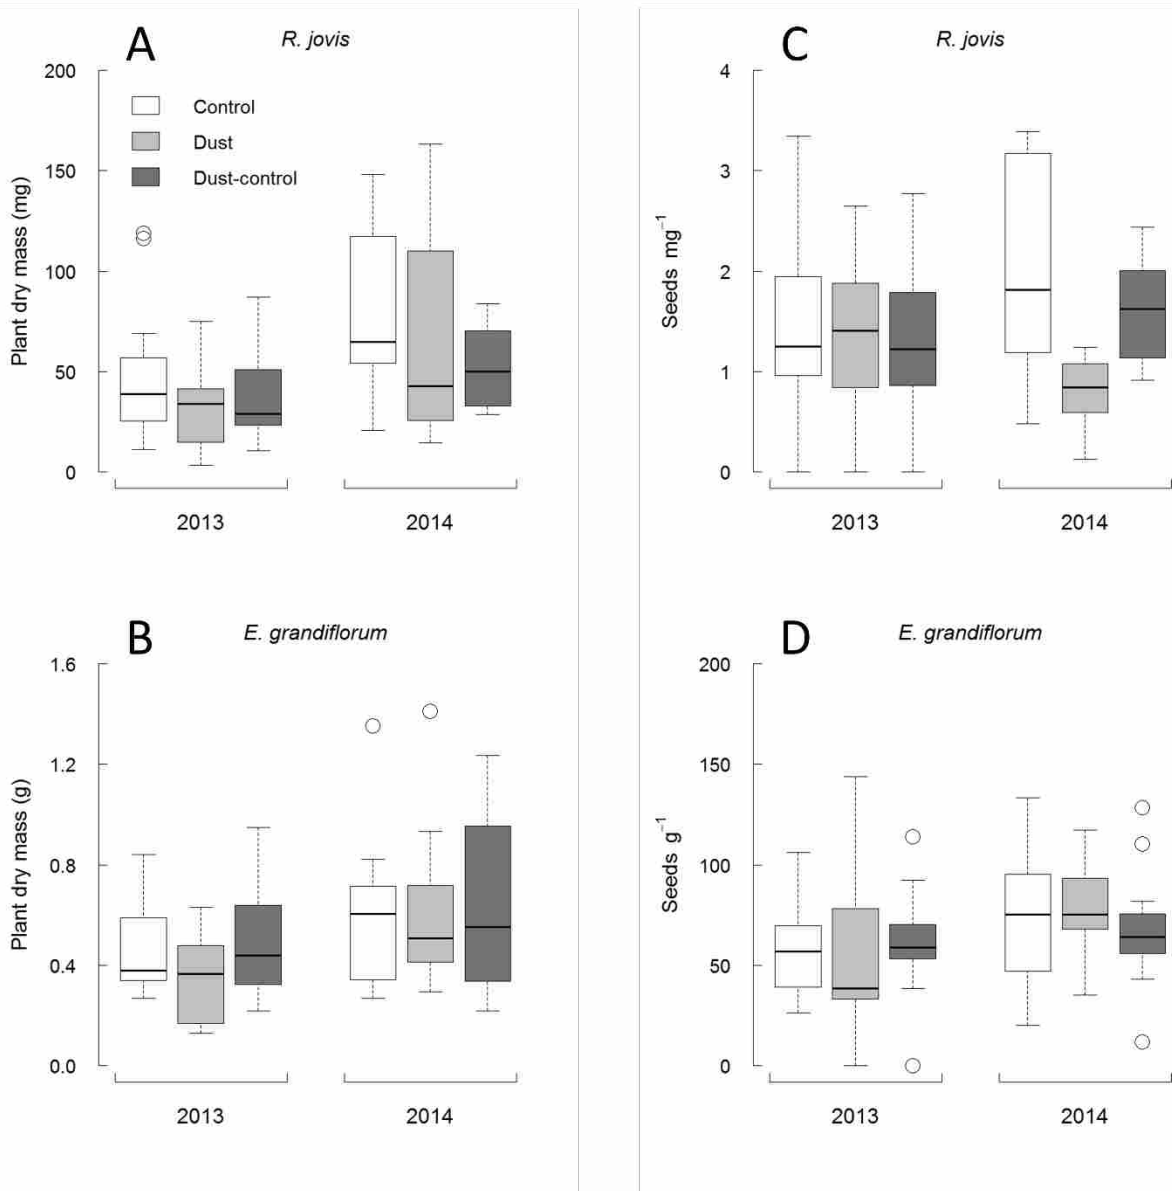 A
R. jovis
200
150
100
50
0
Plant dry mass (mg)
Control
Dust
Dust-control
2013
2014
C
R. jovis
4
3
2
1
0
Seeds mg⁻¹
2013
2014
B
E. grandiflorum
1.6
1.2
0.8
0.4
0.0
Plant dry mass (g)
2013
2014
D
E. grandiflorum
200
150
100
50
0
Seeds g⁻¹
2013
2014